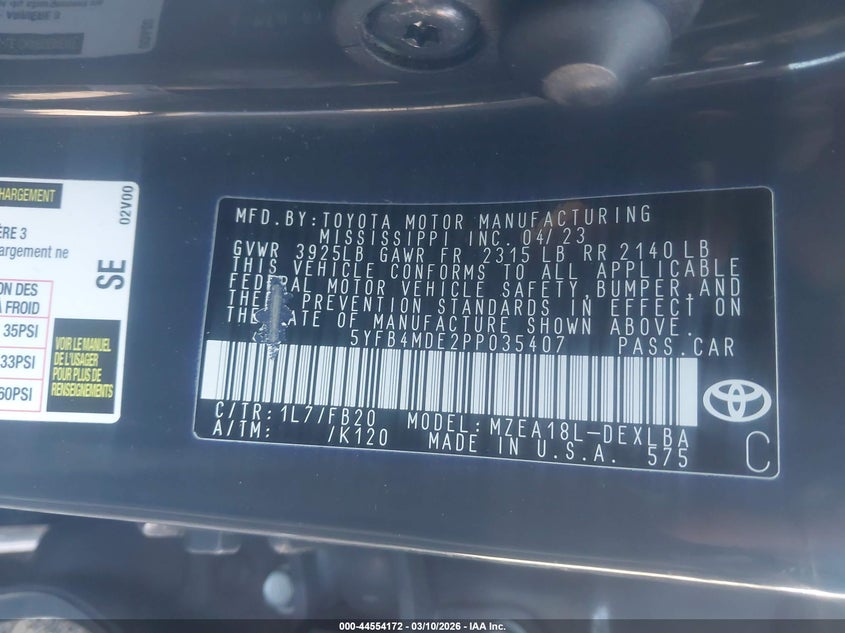 HARGEMENT
02V00
ÈRE 3
hargement ne
SE
ON DES
À FROID
35PSI
33PSI
60PSI
VOIR LE MANUEL
DE L'USAGER
POUR PLUS DE
RENSEIGNEMENTS
MFD. BY: TOYOTA MOTOR MANUFACTURING
MISSISSIPPI INC. 04/23
GVWR 3925LB GAWR FR 2315 LB RR 2140 LB
THIS VEHICLE CONFORMS TO ALL APPLICABLE
FEDERAL MOTOR VEHICLE SAFETY, BUMPER, AND
THEFT PREVENTION STANDARDS IN EFFECT ON
THE DATE OF MANUFACTURE SHOWN ABOVE.
5YFB4MDE2PP035407 PASS. CAR
C/TR: 1L7/FB20 MODEL: MZEA18L-DEXLBA
A/TM: /K120 MADE IN U.S.A. 575
C
000-44554172 — 03/10/2026 — IAA Inc.